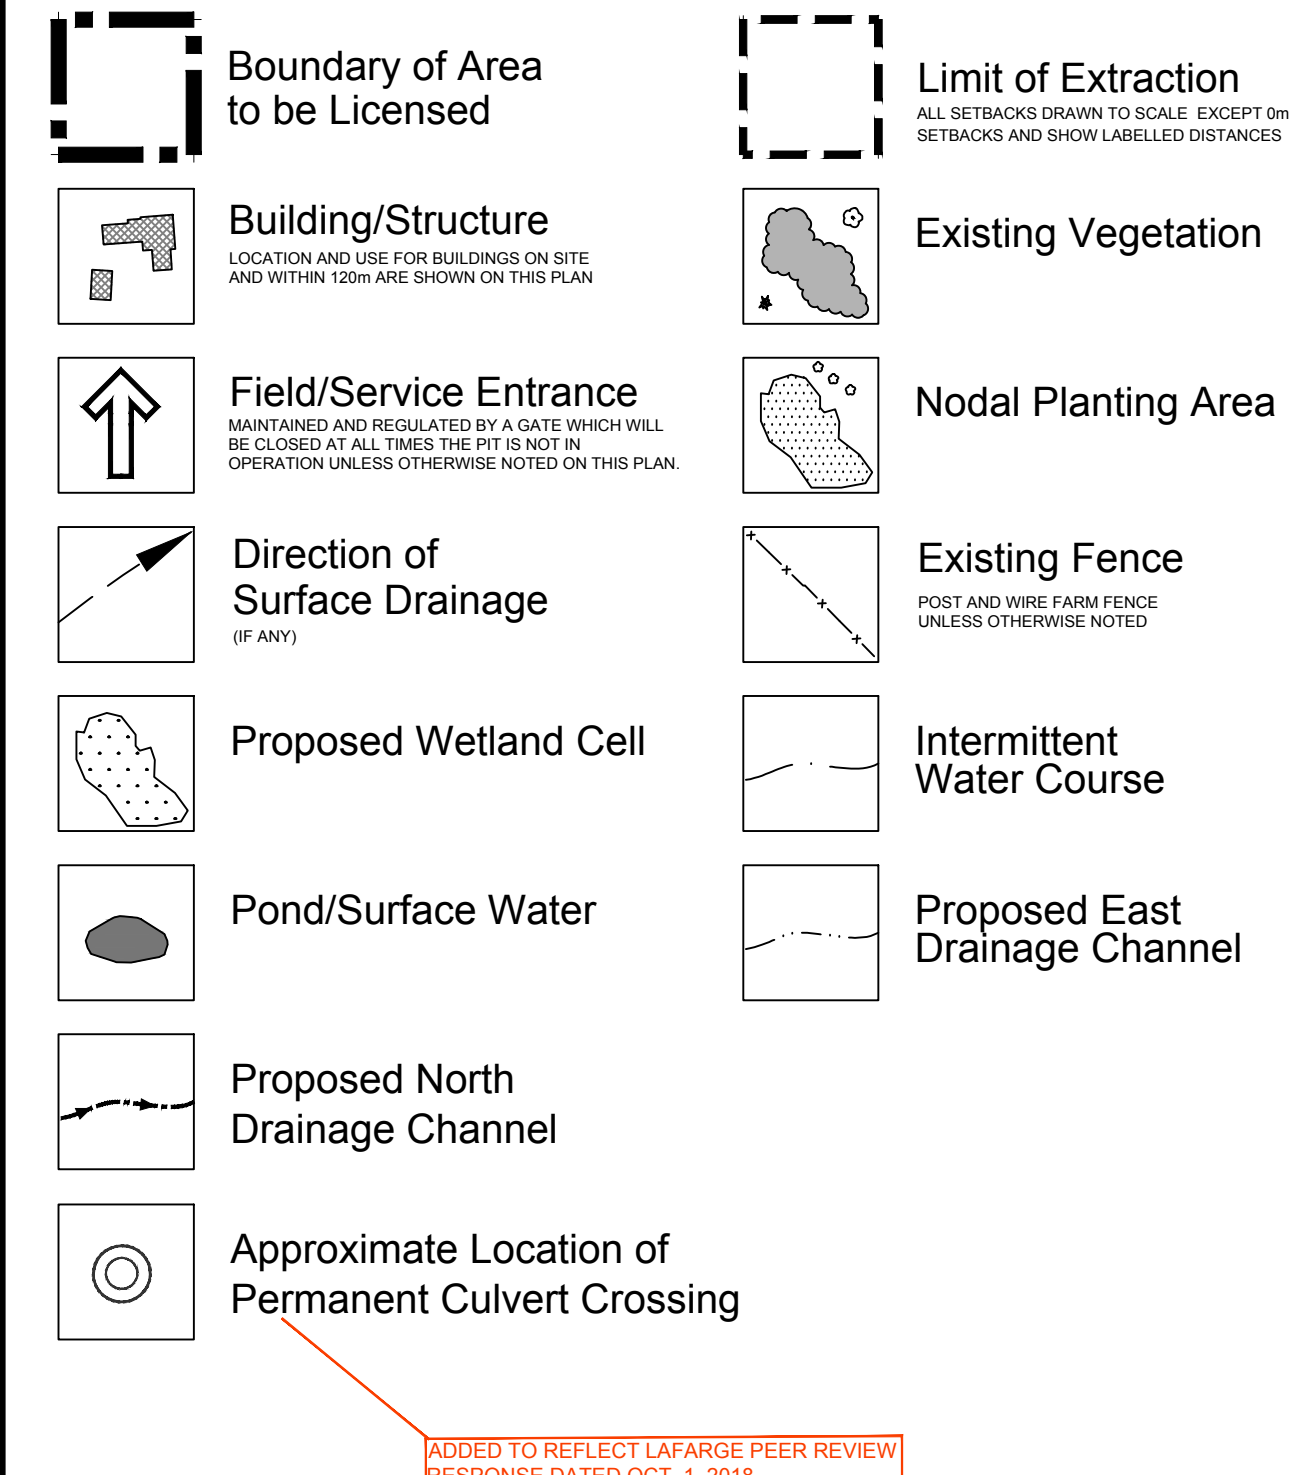 Boundary of Area
to be Licensed
Limit of Extraction
ALL SETBACKS DRAWN TO SCALE EXCEPT 0m
SETBACKS AND SHOW LABELLED DISTANCES
Building/Structure
LOCATION AND USE FOR BUILDINGS ON SITE
AND WITHIN 120m ARE SHOWN ON THIS PLAN
Existing Vegetation
Field/Service Entrance
MAINTAINED AND REGULATED BY A GATE WHICH WILL
BE CLOSED AT ALL TIMES THE PIT IS NOT IN
OPERATION UNLESS OTHERWISE NOTED ON THIS PLAN.
Nodal Planting Area
Direction of
Surface Drainage
(IF ANY)
Existing Fence
POST AND WIRE FARM FENCE
UNLESS OTHERWISE NOTED
Proposed Wetland Cell
Intermittent
Water Course
Pond/Surface Water
Proposed East
Drainage Channel
Proposed North
Drainage Channel
Approximate Location of
Permanent Culvert Crossing
ADDED TO REFLECT LAFARGE PEER REVIEW
RESPONSE DATED OCT. 1, 2018